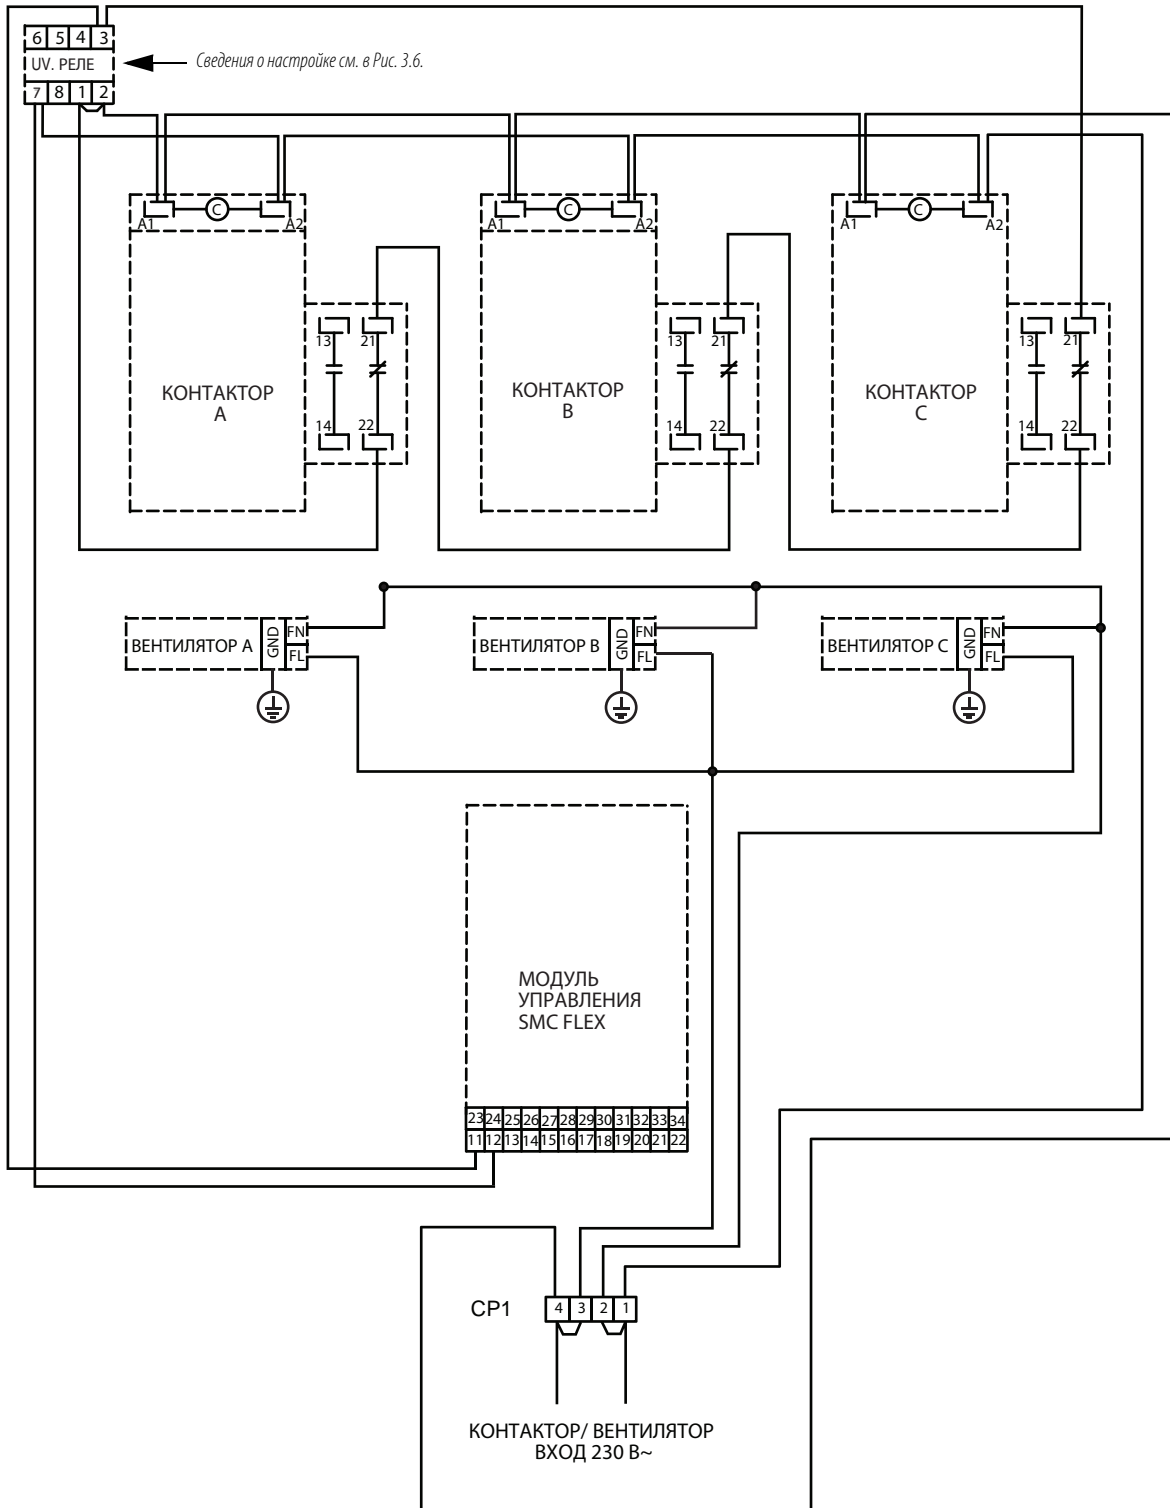 6 5 4 3
UV. РЕЛЕ
7 8 1 2
Сведения о настройке см. в Рис. 3.6.
C
A1 A2
C
A1 A2
C
A1 A2
13 21
14 22
КОНТАКТОР
A
13 21
14 22
КОНТАКТОР
B
13 21
14 22
КОНТАКТОР
C
ВЕНТИЛЯТОР A GND FN
FL
ВЕНТИЛЯТОР B GND FN
FL
ВЕНТИЛЯТОР C GND FN
FL
МОДУЛЬ
УПРАВЛЕНИЯ
SMC FLEX
23 24 25 26 27 28 29 30 31 32 33 34
11 12 13 14 15 16 17 18 19 20 21 22
CP1
4 3 2 1
КОНТАКТОР/ ВЕНТИЛЯТОР
ВХОД 230 В~